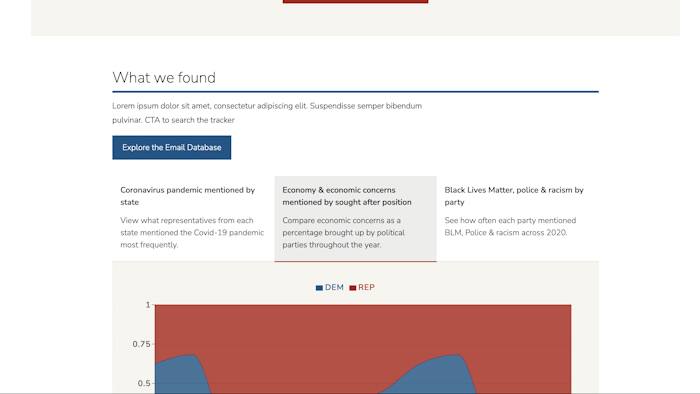 What we found
Lorem ipsum dolor sit amet, consectetur adipiscing elit. Suspendisse semper bibendum
pulvinar. CTA to search the tracker
Explore the Email Database
Coronavirus pandemic mentioned by
state
View what representatives from each
state mentioned the Covid-19 pandemic
most frequently.
Economy & economic concerns
mentioned by sought after position
Compare economic concerns as a
percentage brought up by political
parties throughout the year.
Black Lives Matter, police & racism by
party
See how often each party mentioned
BLM, Police & racism across 2020.
DEM REP
1
0.75
0.5